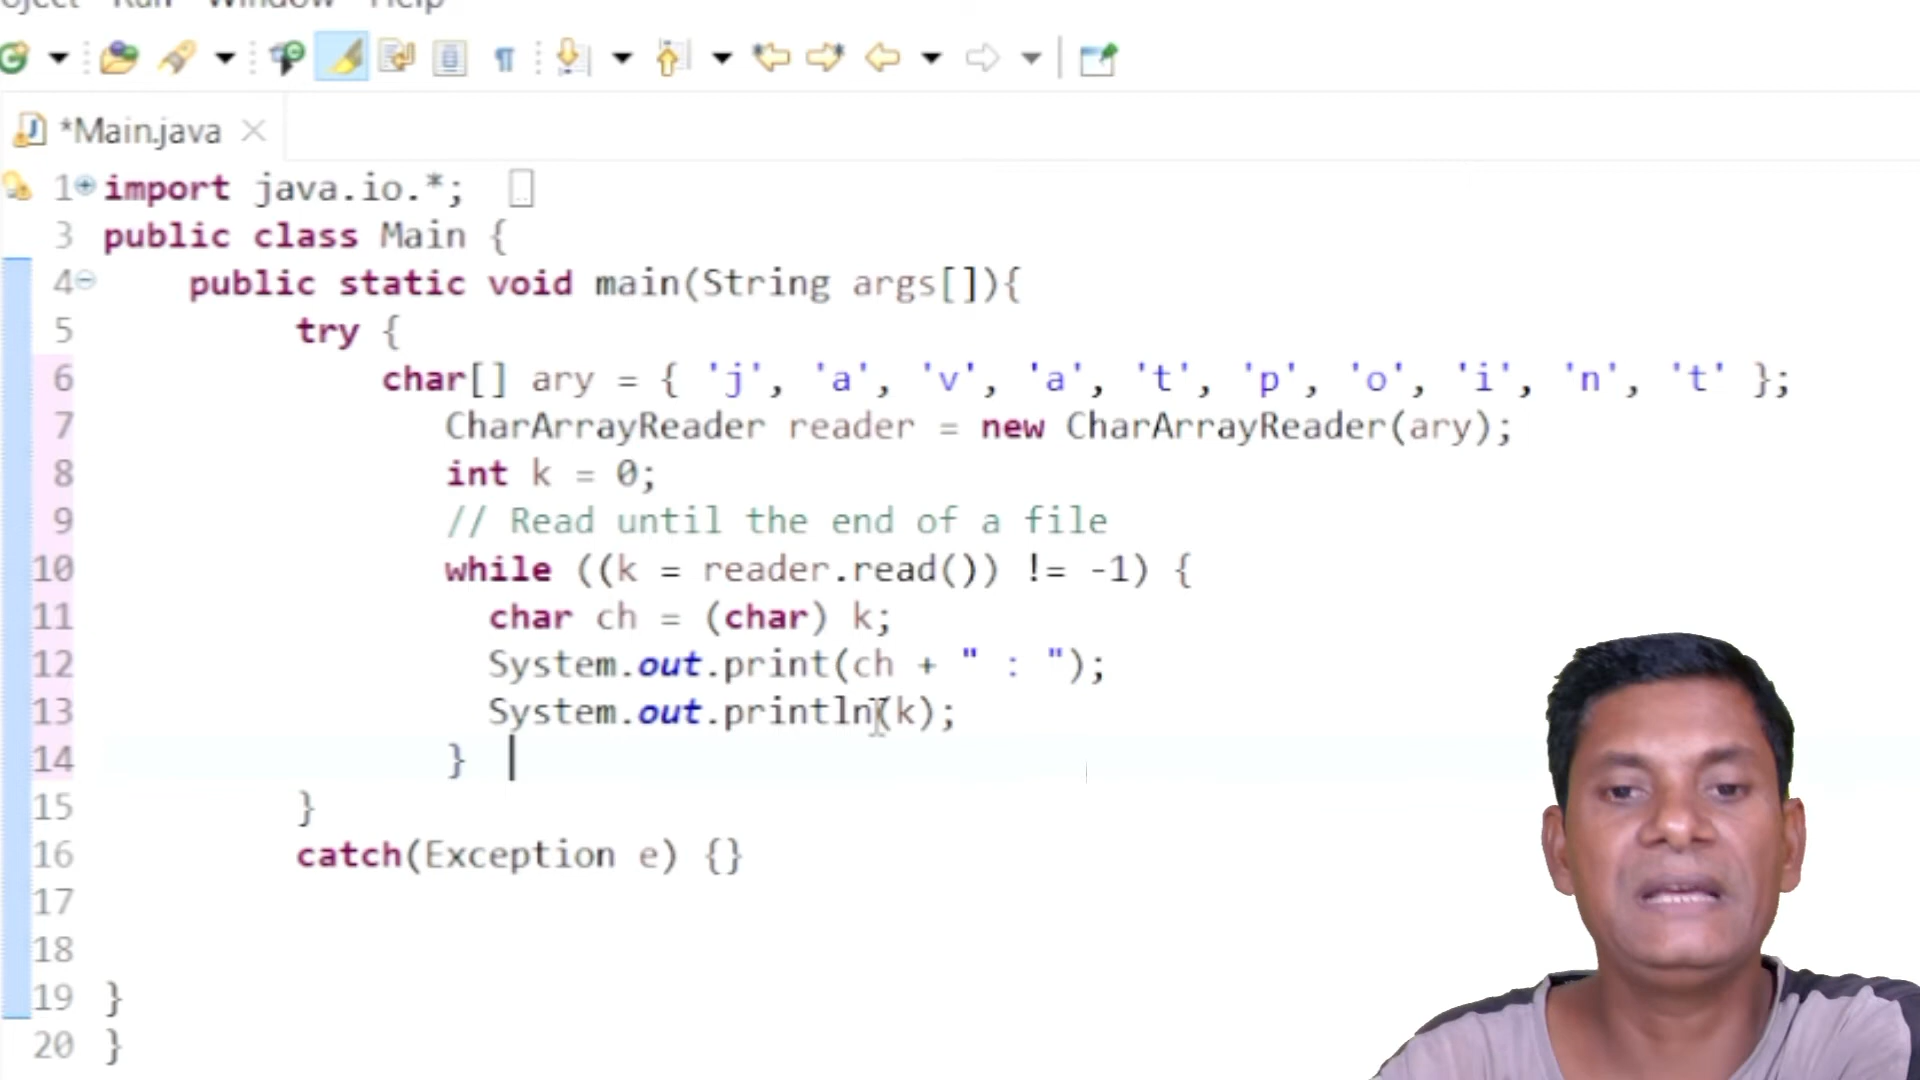 Run Window Help
*Main.java
1 import java.io.*;
3 public class Main {
4 public static void main(String args[]){
5 try {
6 char[] ary = { 'j', 'a', 'v', 'a', 't', 'p', 'o', 'i', 'n', 't' };
7 CharArrayReader reader = new CharArrayReader(ary);
8 int k = 0;
9 // Read until the end of a file
10 while ((k = reader.read()) != -1) {
11 char ch = (char) k;
12 System.out.print(ch + " : ");
13 System.out.println(k);
14 }
15 }
16 catch(Exception e) {}
17
18
19 }
20 }